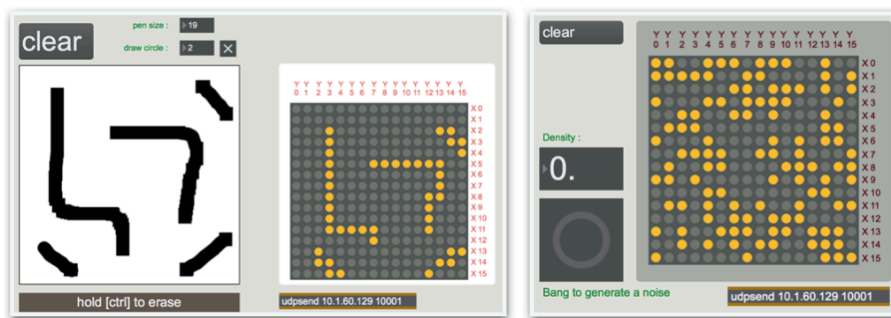 pen size :
19
clear
draw circle :
2
Y Y Y Y Y Y Y Y Y Y Y Y Y Y Y Y
0 1 2 3 4 5 6 7 8 9 10 11 12 13 14 15
X 0
X 1
X 2
X 3
X 4
X 5
X 6
X 7
X 8
X 9
X 10
X 11
X 12
X 13
X 14
X 15
hold [ctrl] to erase
udpsend 10.1.60.129 10001
clear
Y Y Y Y Y Y Y Y Y Y Y Y Y Y Y Y
0 1 2 3 4 5 6 7 8 9 10 11 12 13 14 15
X 0
X 1
X 2
X 3
X 4
X 5
X 6
X 7
X 8
X 9
X 10
X 11
X 12
X 13
X 14
X 15
Density :
0.
Bang to generate a noise
udpsend 10.1.60.129 10001